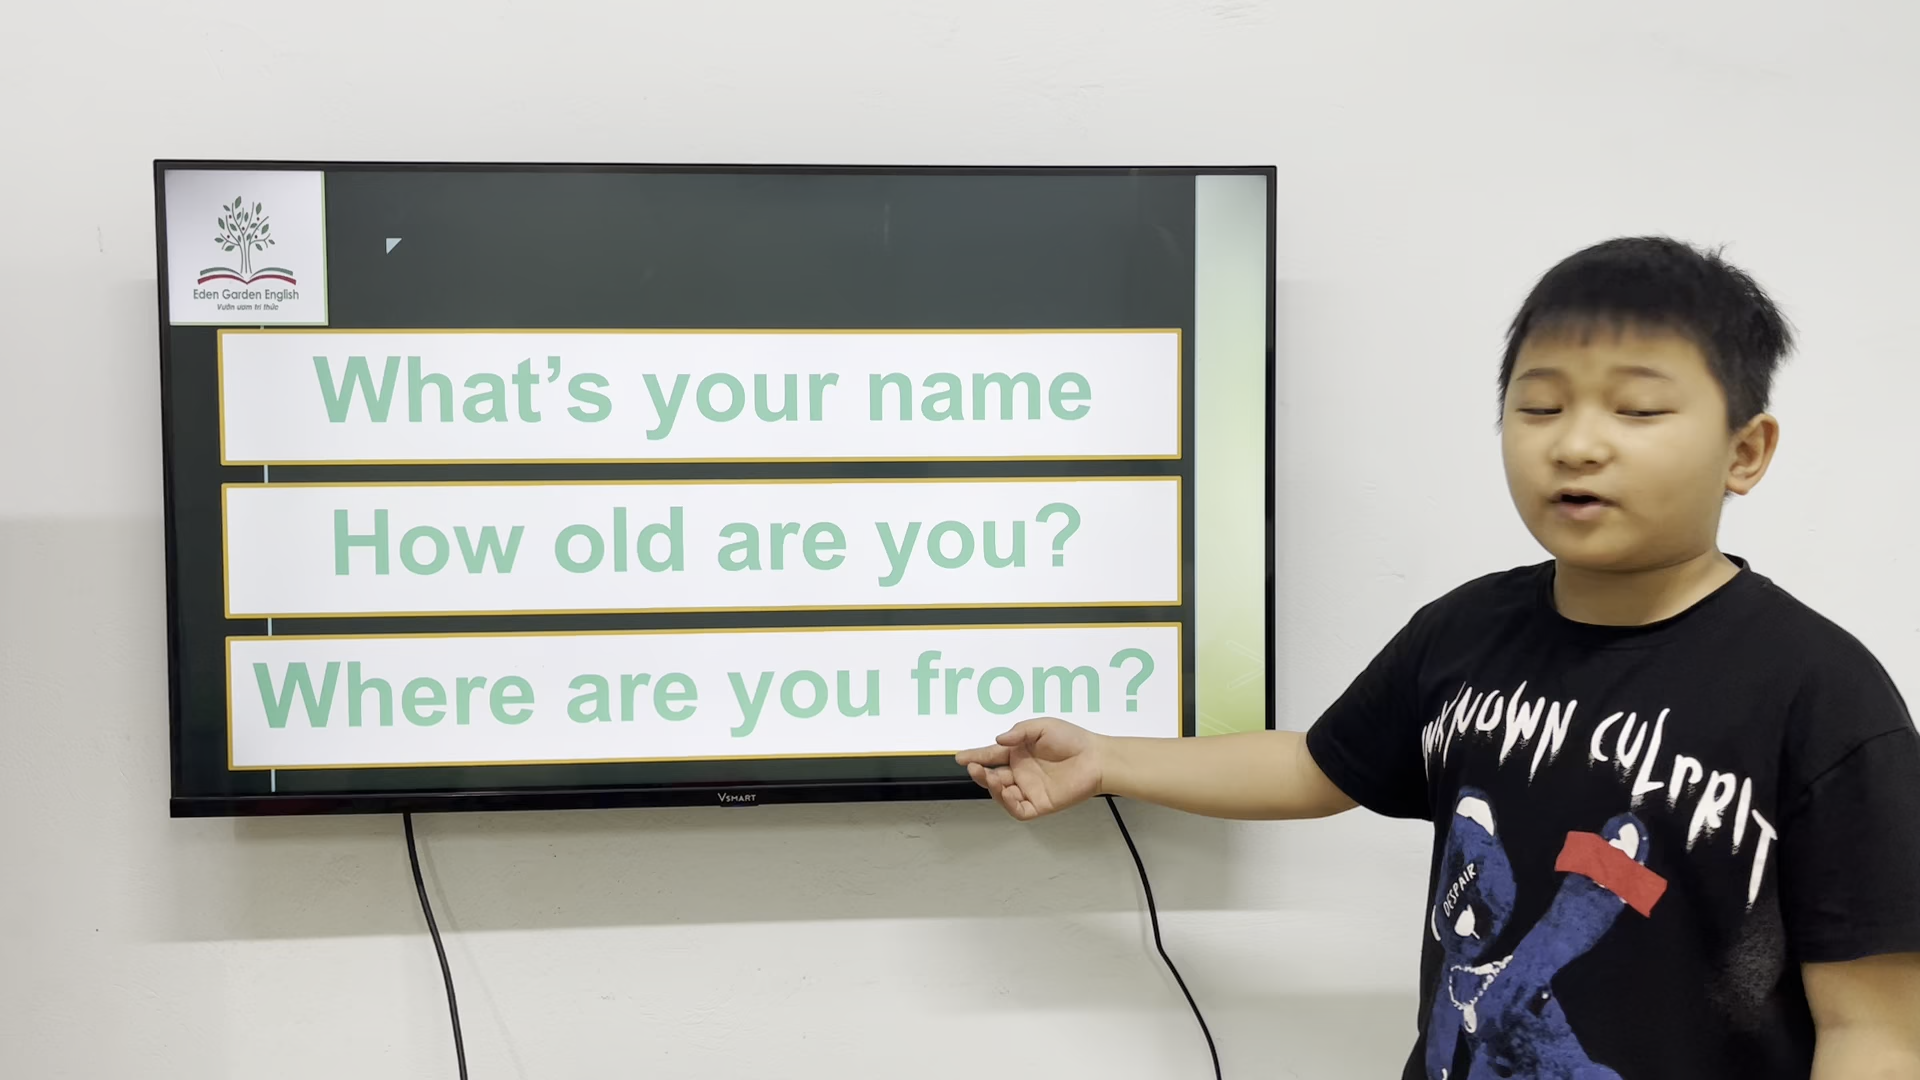 Eden Garden English
Vườn ươm tri thức
What's your name
How old are you?
Where are you from?
VSMART
UNKNOWN CULPRIT
DESPAIR